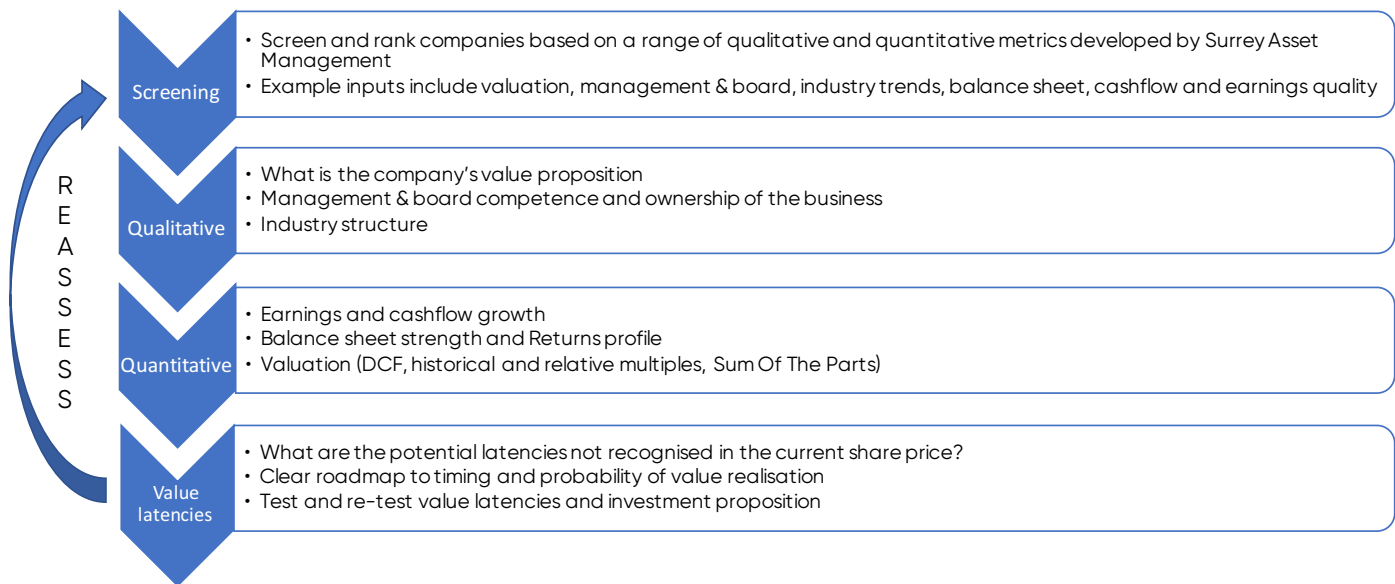 Screening
• Screen and rank companies based on a range of qualitative and quantitative metrics developed by Surrey Asset
Management
• Example inputs include valuation, management & board, industry trends, balance sheet, cashflow and earnings quality
REASSESS
Qualitative
• What is the company's value proposition
• Management & board competence and ownership of the business
• Industry structure
Quantitative
• Earnings and cashflow growth
• Balance sheet strength and Returns profile
• Valuation (DCF, historical and relative multiples, Sum Of The Parts)
Value
latencies
• What are the potential latencies not recognised in the current share price?
• Clear roadmap to timing and probability of value realisation
• Test and re-test value latencies and investment proposition